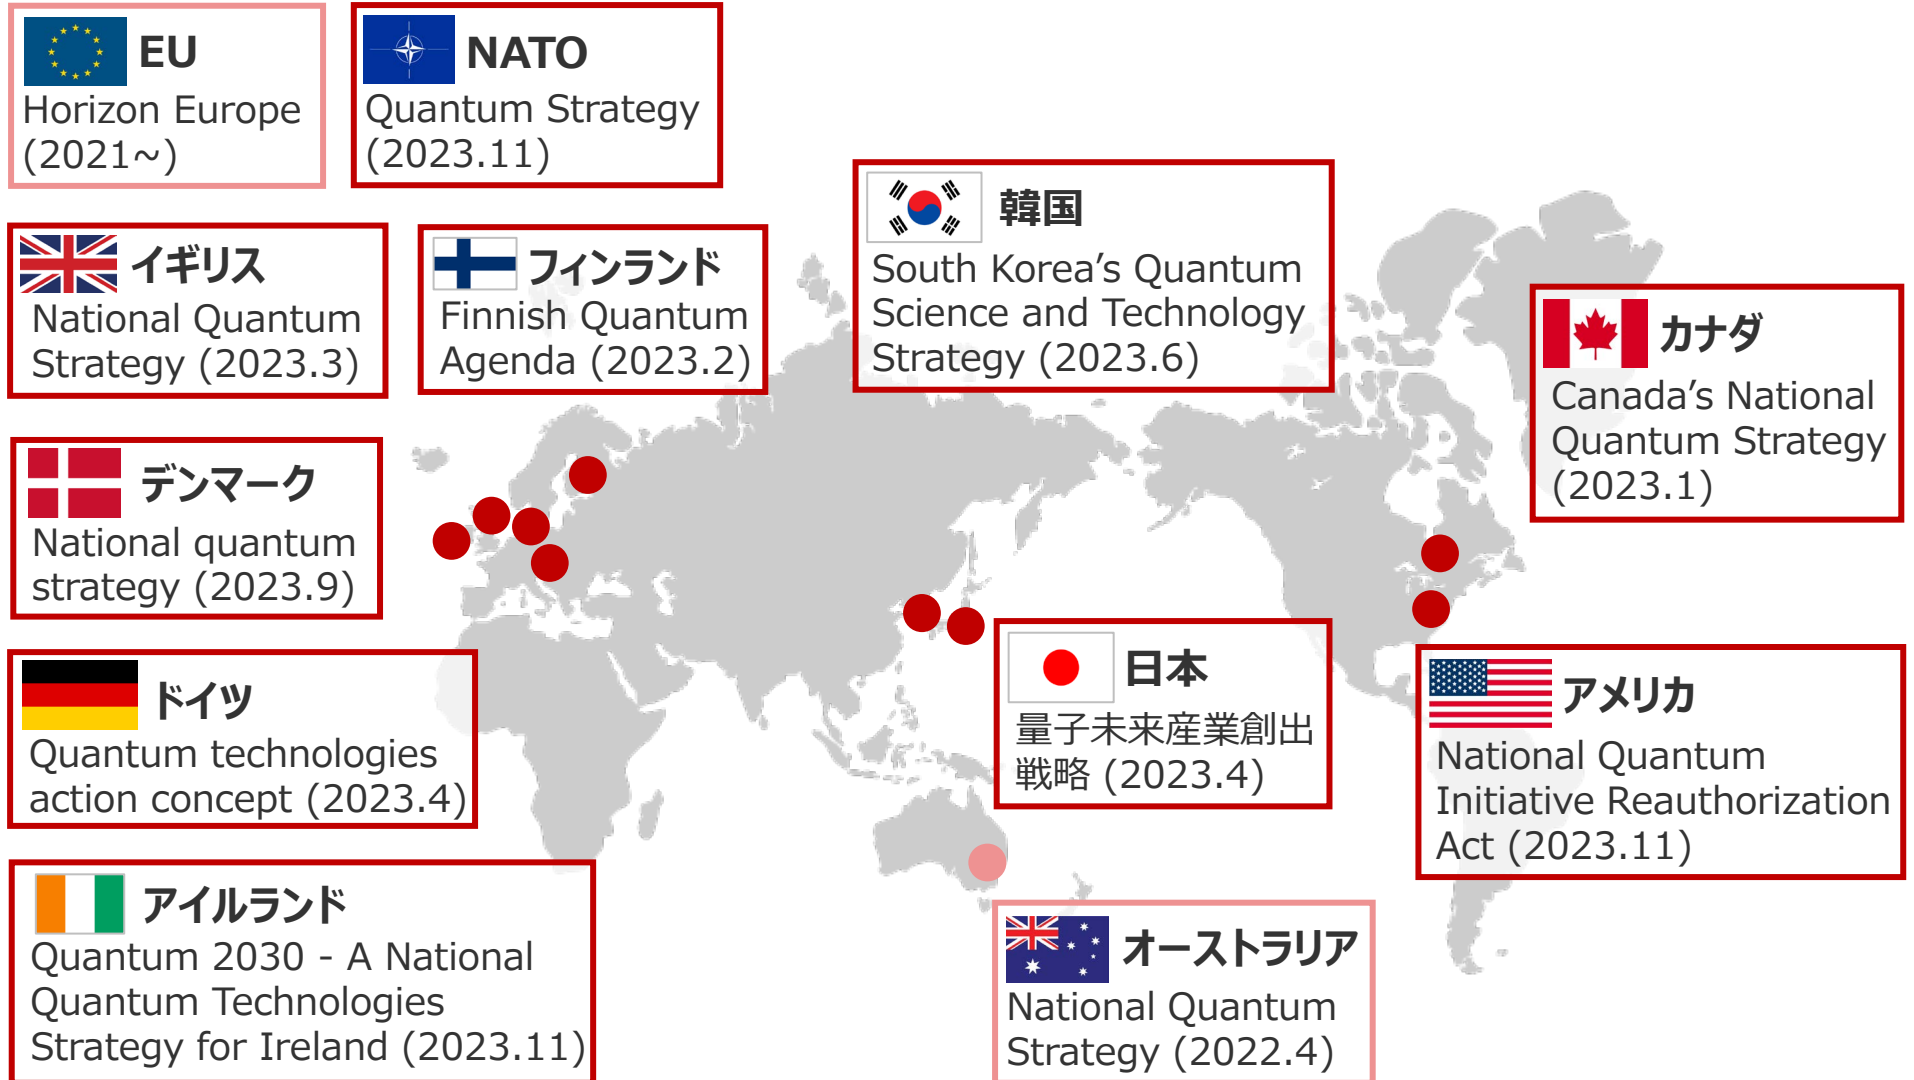 EU
Horizon Europe
(2021~)
NATO
Quantum Strategy
(2023.11)
イギリス
National Quantum
Strategy (2023.3)
フィンランド
Finnish Quantum
Agenda (2023.2)
韓国
South Korea’s Quantum
Science and Technology
Strategy (2023.6)
カナダ
Canada’s National
Quantum Strategy
(2023.1)
デンマーク
National quantum
strategy (2023.9)
ドイツ
Quantum technologies
action concept (2023.4)
日本
量子未来産業創出
戦略 (2023.4)
アメリカ
National Quantum
Initiative Reauthorization
Act (2023.11)
アイルランド
Quantum 2030 - A National
Quantum Technologies
Strategy for Ireland (2023.11)
オーストラリア
National Quantum
Strategy (2022.4)